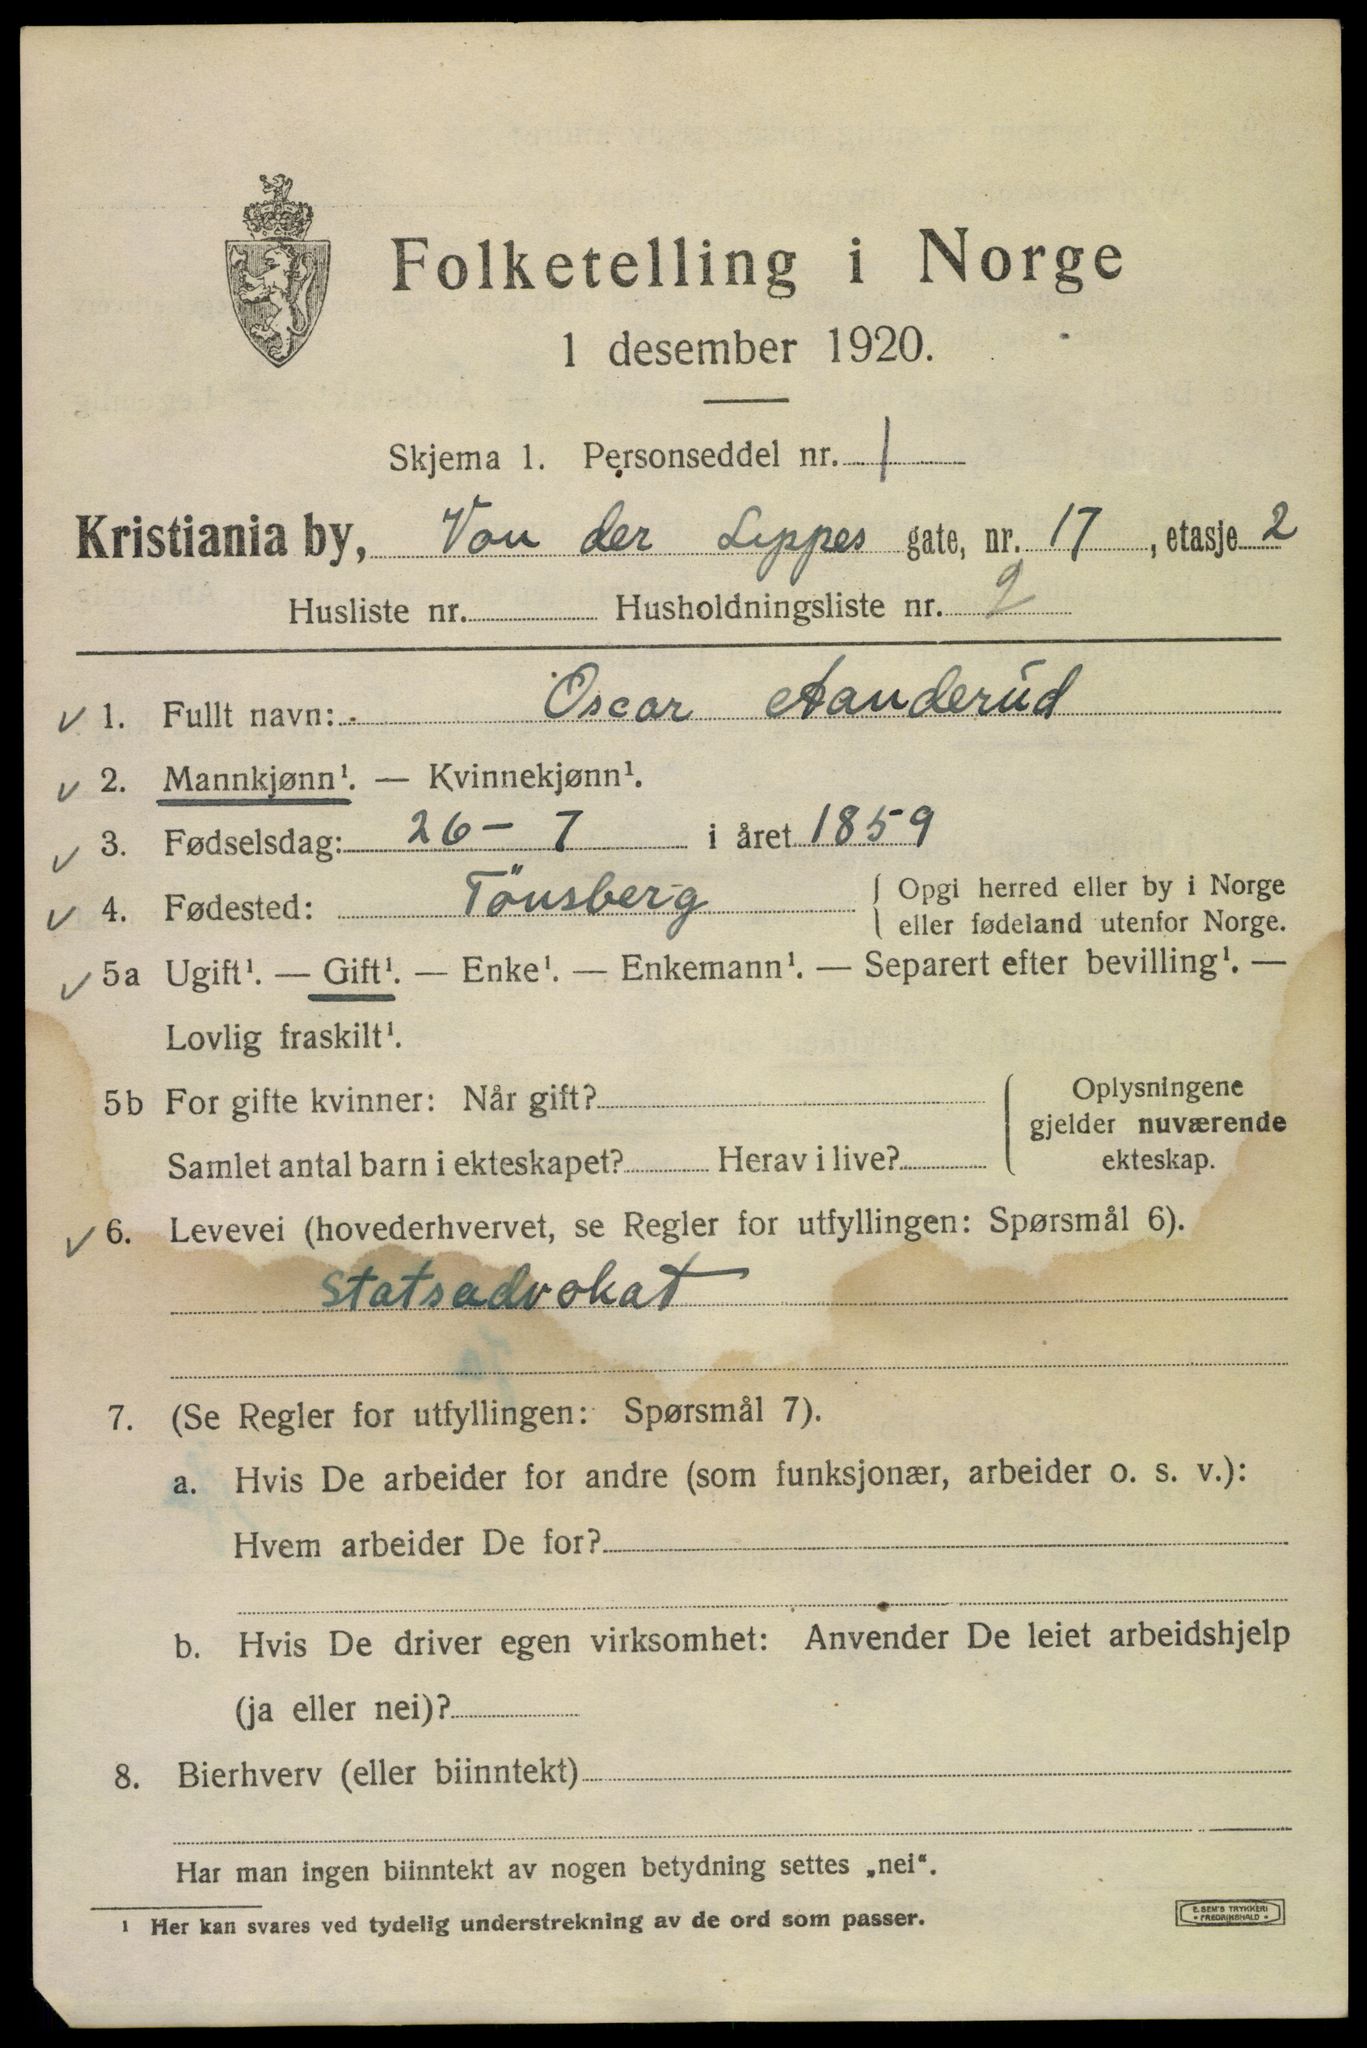 Folketelling i Norge
1 desember 1920.
Skjema 1. Personseddel nr. 1
Kristiania by, Von der Lippes gate, nr. 17, etasje 2
Husliste nr. Husholdningsliste nr. 2
✓ 1. Fullt navn: Oscar Aanderud
✓ 2. Mannkjønn¹. — Kvinnekjønn¹.
✓ 3. Fødselsdag: 26 - 7 i året 1859
✓ 4. Fødested: Tönsberg { Opgi herred eller by i Norge
eller fødeland utenfor Norge.
✓ 5a Ugift¹. — Gift¹. — Enke¹. — Enkemann¹. — Separert efter bevilling¹. —
Lovlig fraskilt¹.
5b For gifte kvinner: Når gift?
Samlet antal barn i ekteskapet? Herav i live?
Oplysningene
gjelder nuværende
ekteskap.
✓ 6. Levevei (hovederhvervet, se Regler for utfyllingen: Spørsmål 6).
Statsadvokat
7. (Se Regler for utfyllingen: Spørsmål 7).
a. Hvis De arbeider for andre (som funksjonær, arbeider o. s. v.):
Hvem arbeider De for?
b. Hvis De driver egen virksomhet: Anvender De leiet arbeidshjelp
(ja eller nei)?
8. Bierhverv (eller biinntekt)
Har man ingen biinntekt av nogen betydning settes „nei“.
¹ Her kan svares ved tydelig understrekning av de ord som passer.
E. SEM'S TRYKKERI
FREDRIKSHALD